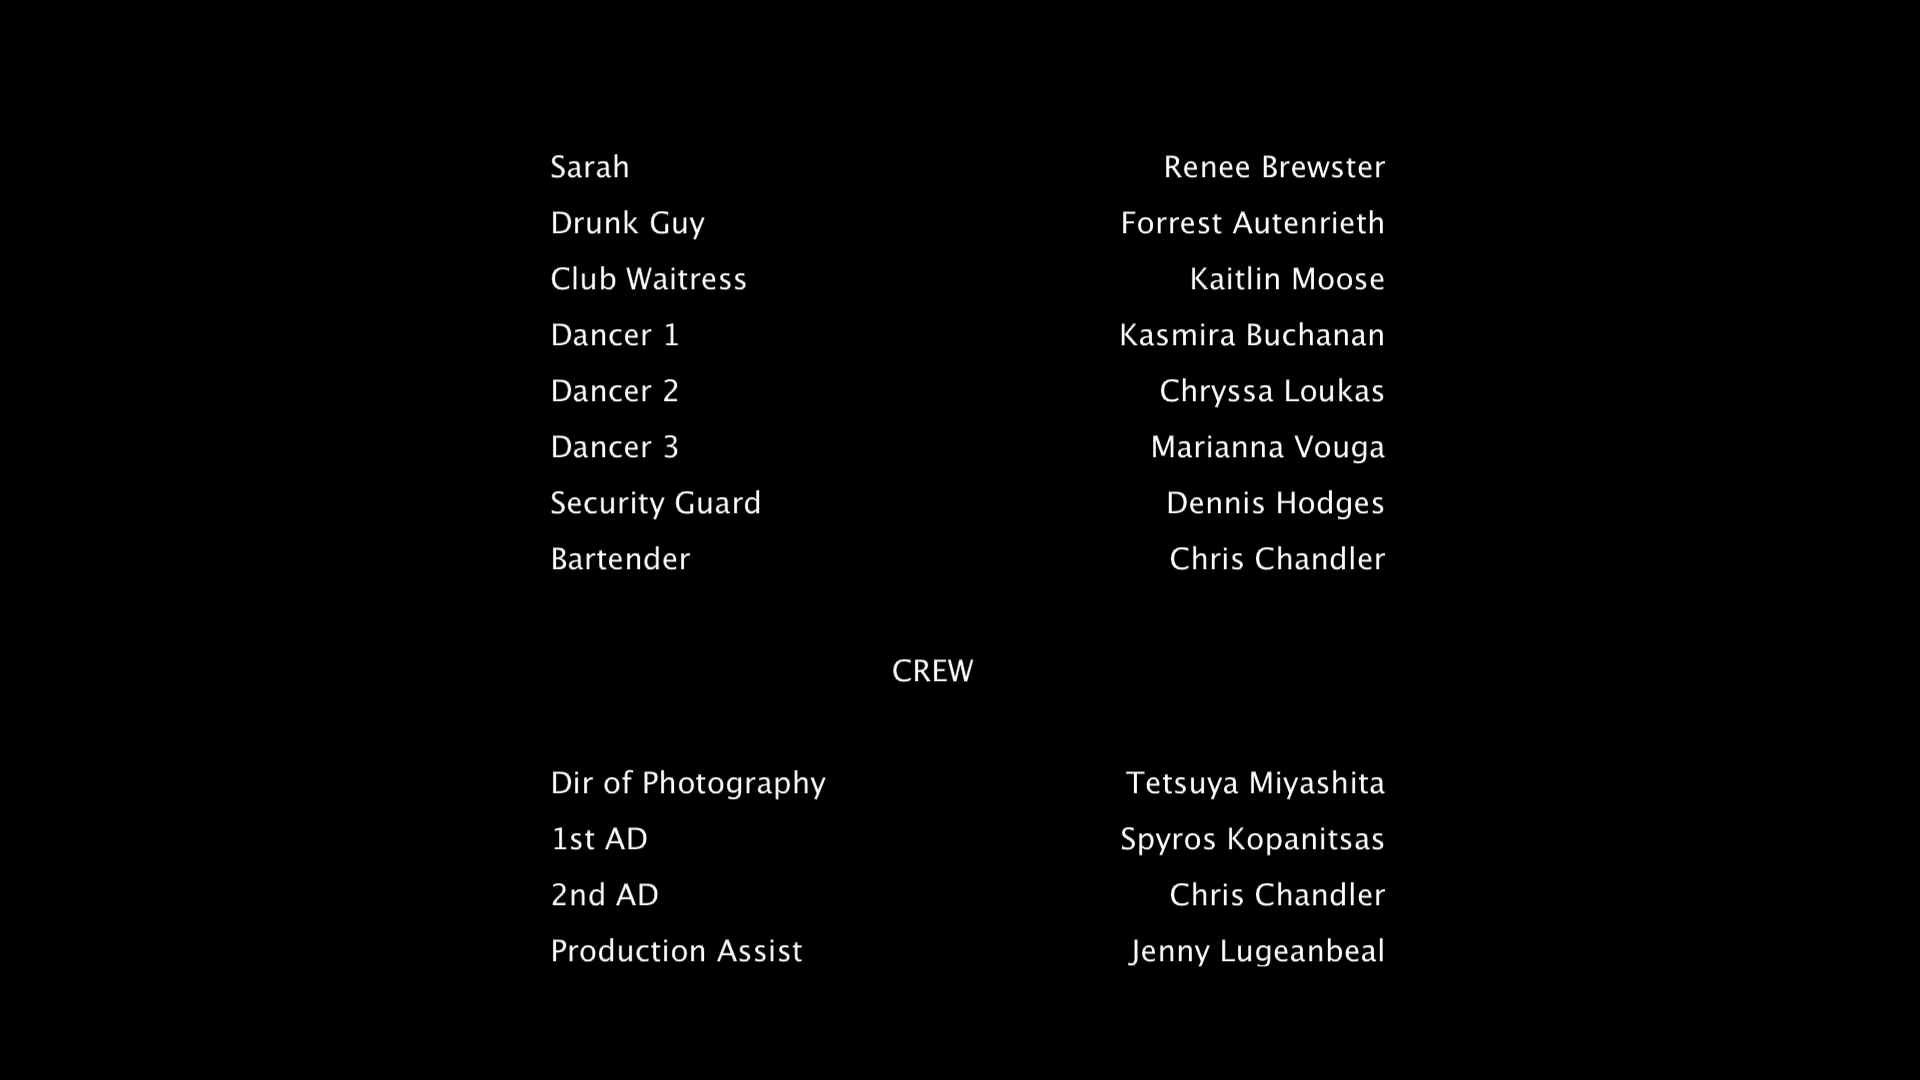 Sarah Renee Brewster
Drunk Guy Forrest Autenrieth
Club Waitress Kaitlin Moose
Dancer 1 Kasmira Buchanan
Dancer 2 Chryssa Loukas
Dancer 3 Marianna Vouga
Security Guard Dennis Hodges
Bartender Chris Chandler
CREW
Dir of Photography Tetsuya Miyashita
1st AD Spyros Kopanitsas
2nd AD Chris Chandler
Production Assist Jenny Lugeanbeal